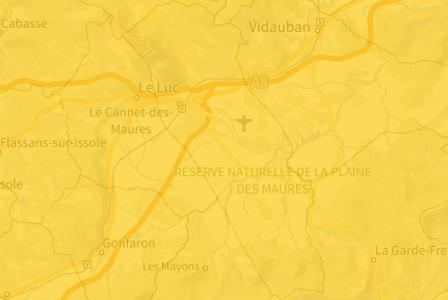 Cabasse
Vidauban
Le Luc
A8
Le Cannet-des-
Maures
Flassans-sur-Issole
l'Aille
sole
RÉSERVE NATURELLE DE LA PLAINE
DES MAURES
Gonfaron
Les Mayons
La Garde-Fre